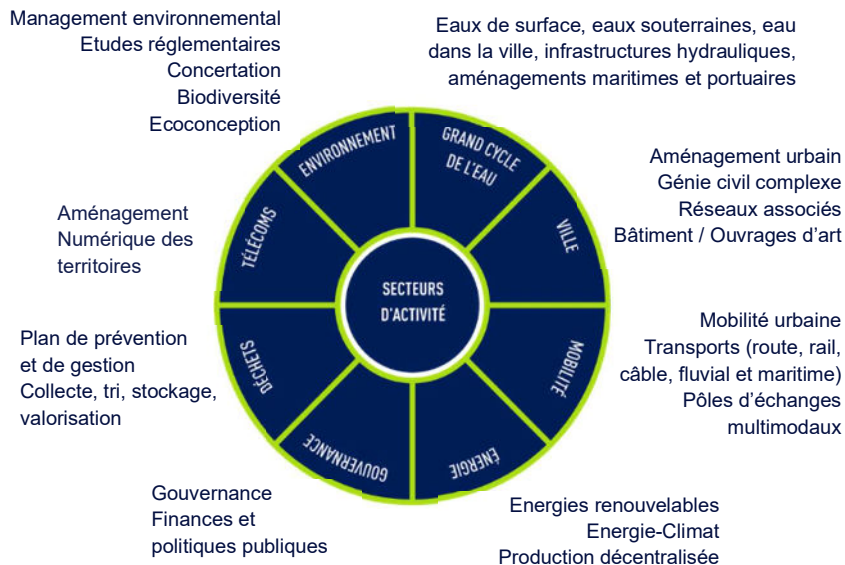 Management environnemental
Etudes réglementaires
Concertation
Biodiversité
Ecoconception
Eaux de surface, eaux souterraines, eau
dans la ville, infrastructures hydrauliques,
aménagements maritimes et portuaires
ENVIRONNEMENT
GRAND CYCLE
DE L'EAU
Aménagement urbain
Génie civil complexe
Réseaux associés
Bâtiment / Ouvrages d’art
Aménagement
Numérique des
territoires
TÉLÉCOMS
VILLE
SECTEURS
D'ACTIVITÉ
Plan de prévention
et de gestion
Collecte, tri, stockage,
valorisation
DÉCHETS
MOBILITÉ
Mobilité urbaine
Transports (route, rail,
câble, fluvial et maritime)
Pôles d’échanges
multimodaux
GOUVERNANCE
ÉNERGIE
Gouvernance
Finances et
politiques publiques
Energies renouvelables
Energie-Climat
Production décentralisée